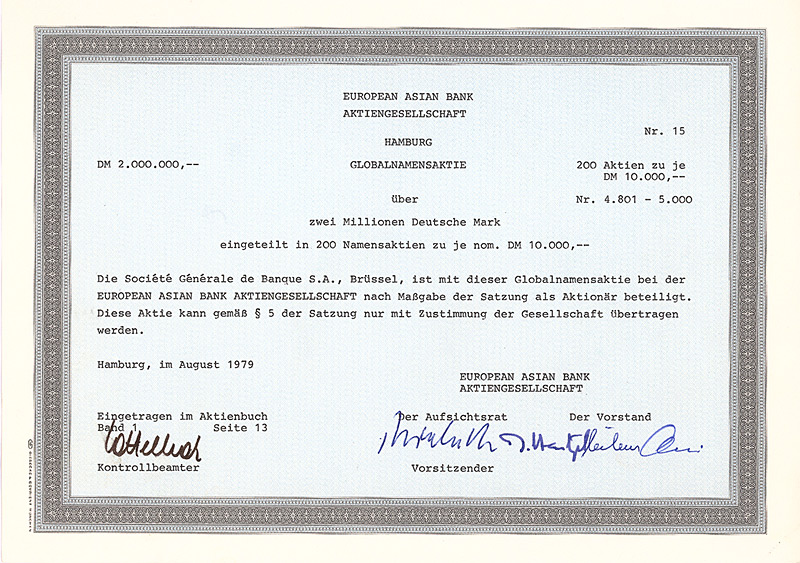 EUROPEAN ASIAN BANK
AKTIENGESELLSCHAFT
Nr. 15
HAMBURG
DM 2.000.000,-- GLOBALNAMENSAKTIE 200 Aktien zu je
DM 10.000,--
über Nr. 4.801 - 5.000
zwei Millionen Deutsche Mark
eingeteilt in 200 Namensaktien zu je nom. DM 10.000,--
Die Société Générale de Banque S.A., Brüssel, ist mit dieser Globalnamensaktie bei der
EUROPEAN ASIAN BANK AKTIENGESELLSCHAFT nach Maßgabe der Satzung als Aktionär beteiligt.
Diese Aktie kann gemäß § 5 der Satzung nur mit Zustimmung der Gesellschaft übertragen
werden.
Hamburg, im August 1979
EUROPEAN ASIAN BANK
AKTIENGESELLSCHAFT
Eingetragen im Aktienbuch Der Aufsichtsrat Der Vorstand
Band 1 Seite 13
Kontrollbeamter Vorsitzender